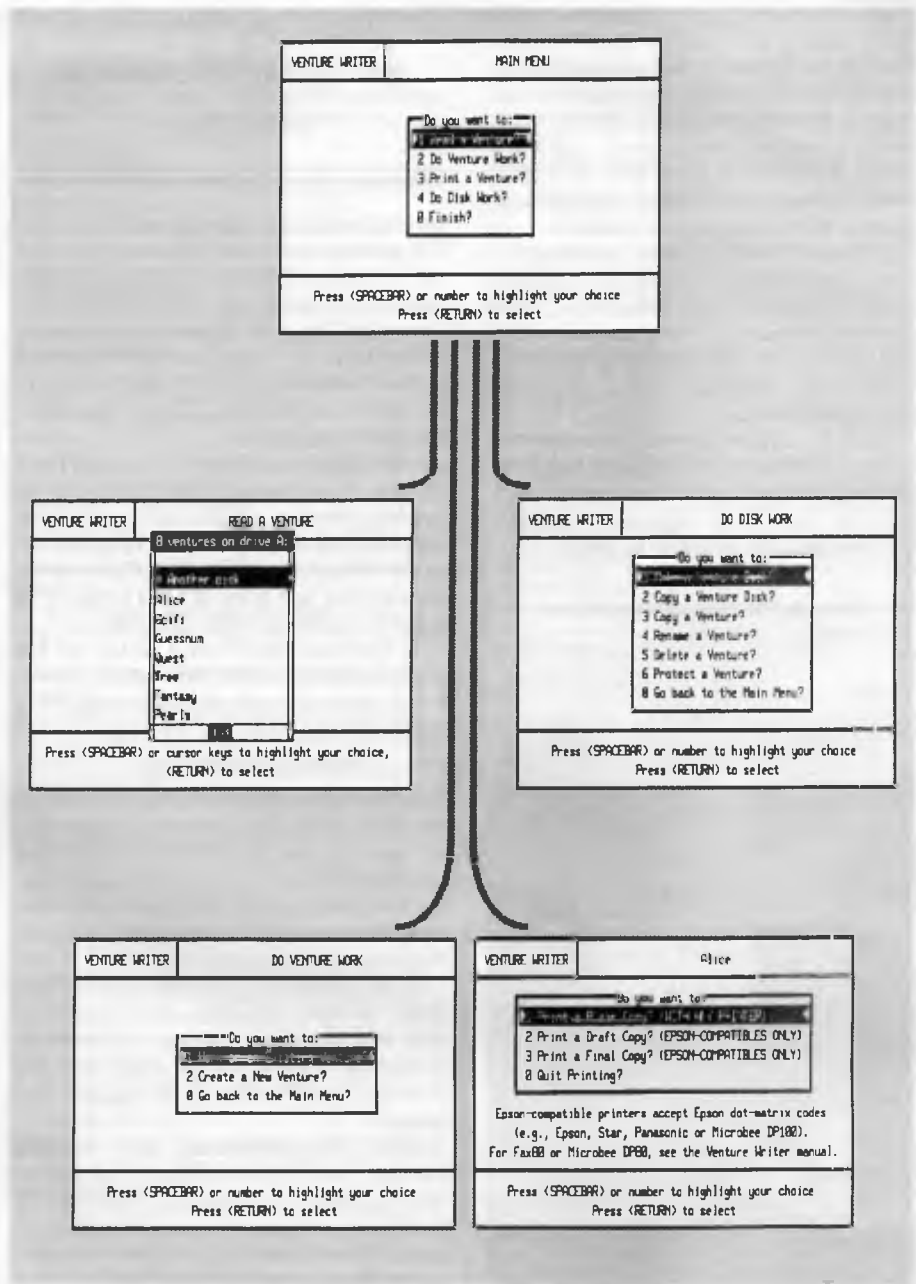 VENTURE WRITER
MAIN MENU
Do you want to:
1 Read a Venture?
2 Do Venture Work?
3 Print a Venture?
4 Do Disk Work?
0 Finish?
Press <SPACEBAR> or number to highlight your choice
Press <RETURN> to select
VENTURE WRITER
READ A VENTURE
8 ventures on drive A:
Another disk
Alice
Scifi
Guessnum
Quest
Tree
Fantasy
Pearls
Press <SPACEBAR> or cursor keys to highlight your choice,
<RETURN> to select
VENTURE WRITER
DO DISK WORK
Do you want to:
2 Copy a Venture Disk?
3 Copy a Venture?
4 Rename a Venture?
5 Delete a Venture?
6 Protect a Venture?
0 Go back to the Main Menu?
Press <SPACEBAR> or number to highlight your choice
Press <RETURN> to select
VENTURE WRITER
DO VENTURE WORK
Do you want to:
2 Create a New Venture?
0 Go back to the Main Menu?
Press <SPACEBAR> or number to highlight your choice
Press <RETURN> to select
VENTURE WRITER
Alice
Do you want to:
2 Print a Draft Copy? (EPSON-COMPATIBLES ONLY)
3 Print a Final Copy? (EPSON-COMPATIBLES ONLY)
0 Quit Printing?
Epson-compatible printers accept Epson dot-matrix codes
(e.g., Epson, Star, Panasonic or Microbee DP100).
For Fax80 or Microbee DP80, see the Venture Writer manual.
Press <SPACEBAR> or number to highlight your choice
Press <RETURN> to select